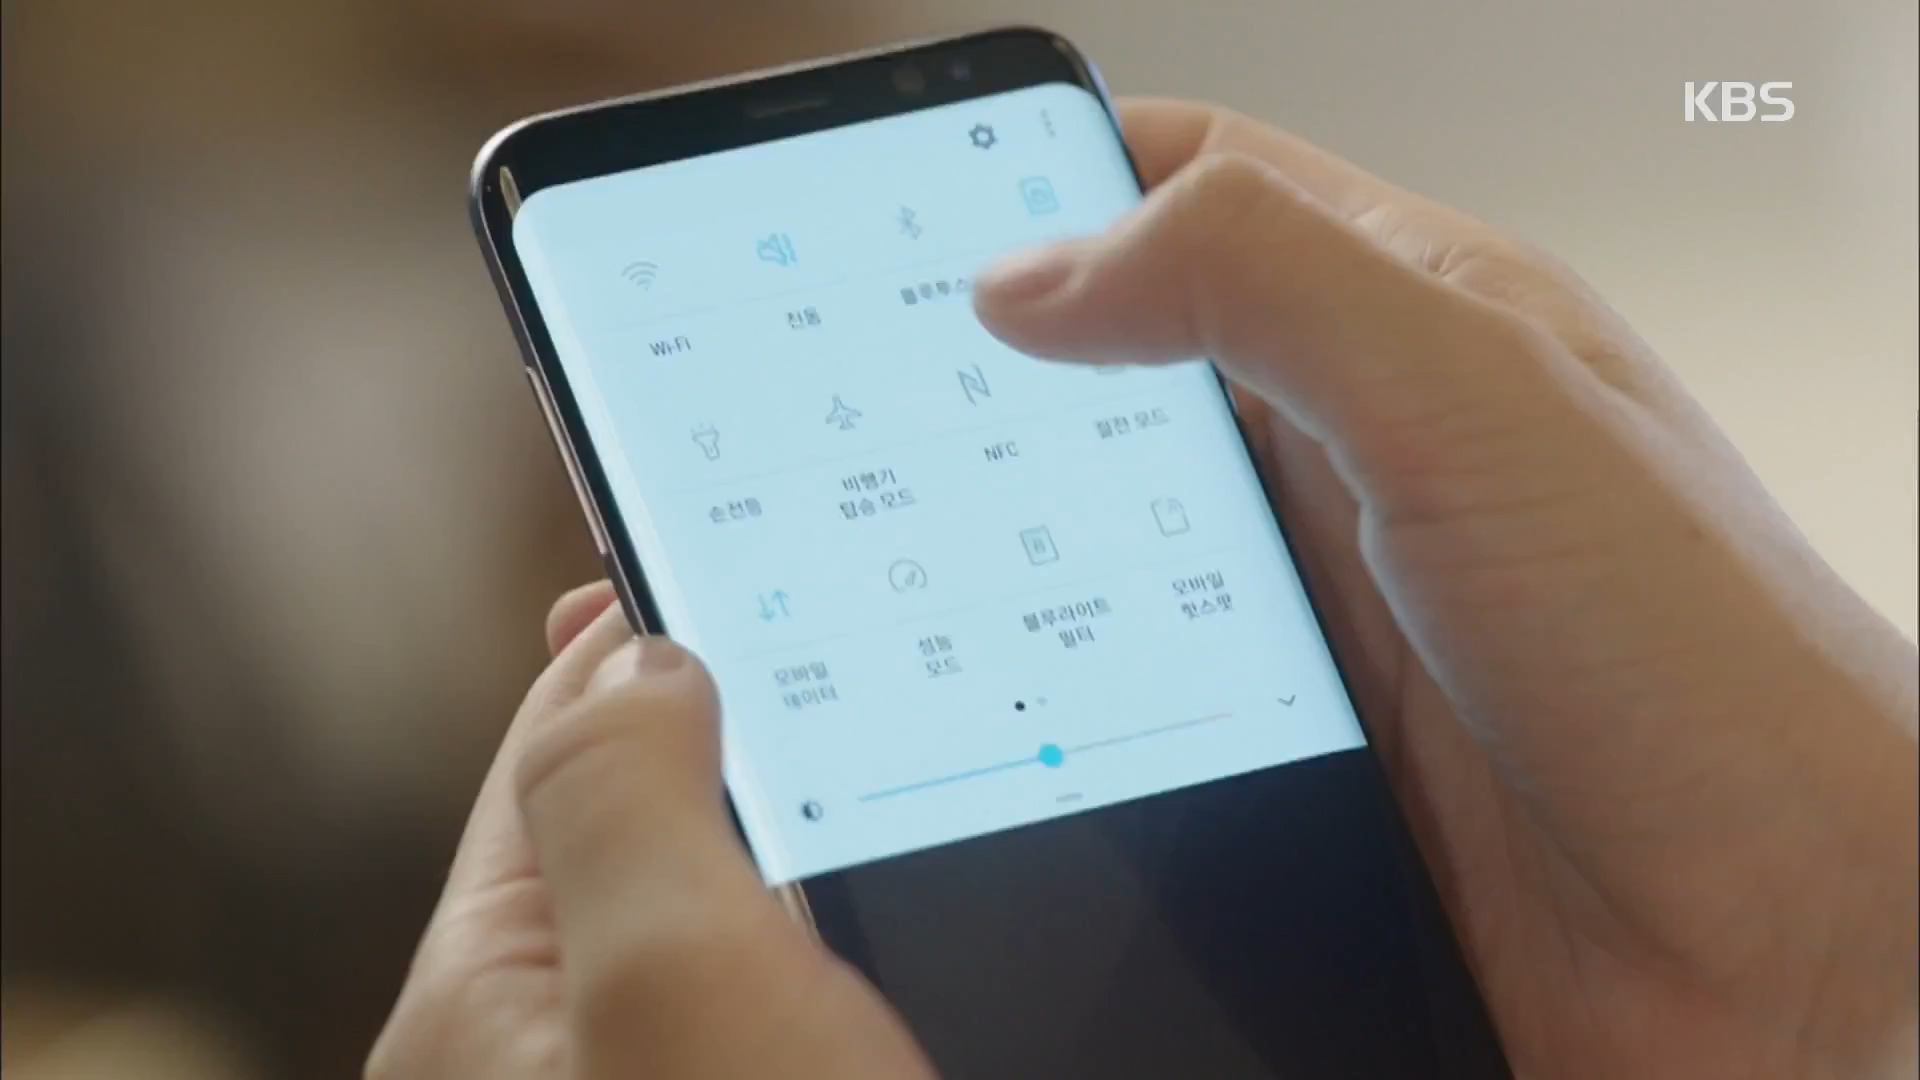 KBS
Wi-Fi
진동
블루투스
손전등
비행기
탑승 모드
NFC
절전 모드
모바일
데이터
성능
모드
블루라이트
필터
모바일
핫스팟